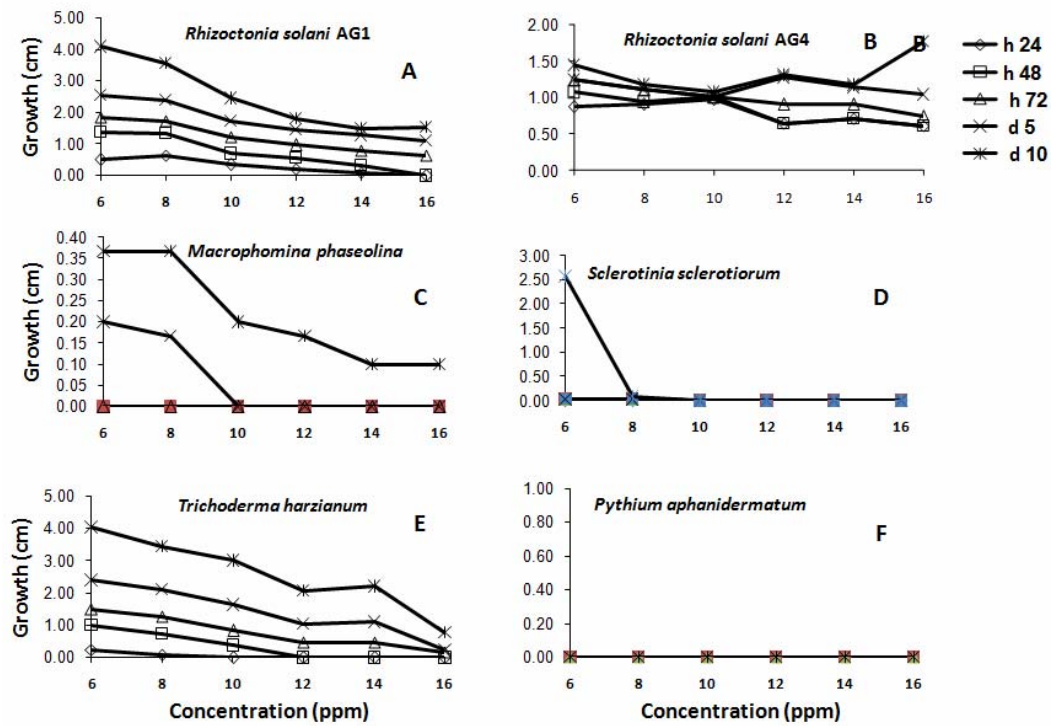 Rhizoctonia solani AG1
A
Growth (cm)
5.00
4.00
3.00
2.00
1.00
0.00
6 8 10 12 14 16
Rhizoctonia solani AG4
B B
2.00
1.50
1.00
0.50
0.00
6 8 10 12 14 16
h 24
h 48
h 72
d 5
d 10
Macrophomina phaseolina
C
Growth (cm)
0.40
0.35
0.30
0.25
0.20
0.15
0.10
0.05
0.00
6 8 10 12 14 16
Sclerotinia sclerotiorum
D
3.00
2.50
2.00
1.50
1.00
0.50
0.00
6 8 10 12 14 16
Trichoderma harzianum
E
Growth (cm)
5.00
4.00
3.00
2.00
1.00
0.00
6 8 10 12 14 16
Concentration (ppm)
Pythium aphanidermatum
F
1.00
0.80
0.60
0.40
0.20
0.00
6 8 10 12 14 16
Concentration (ppm)